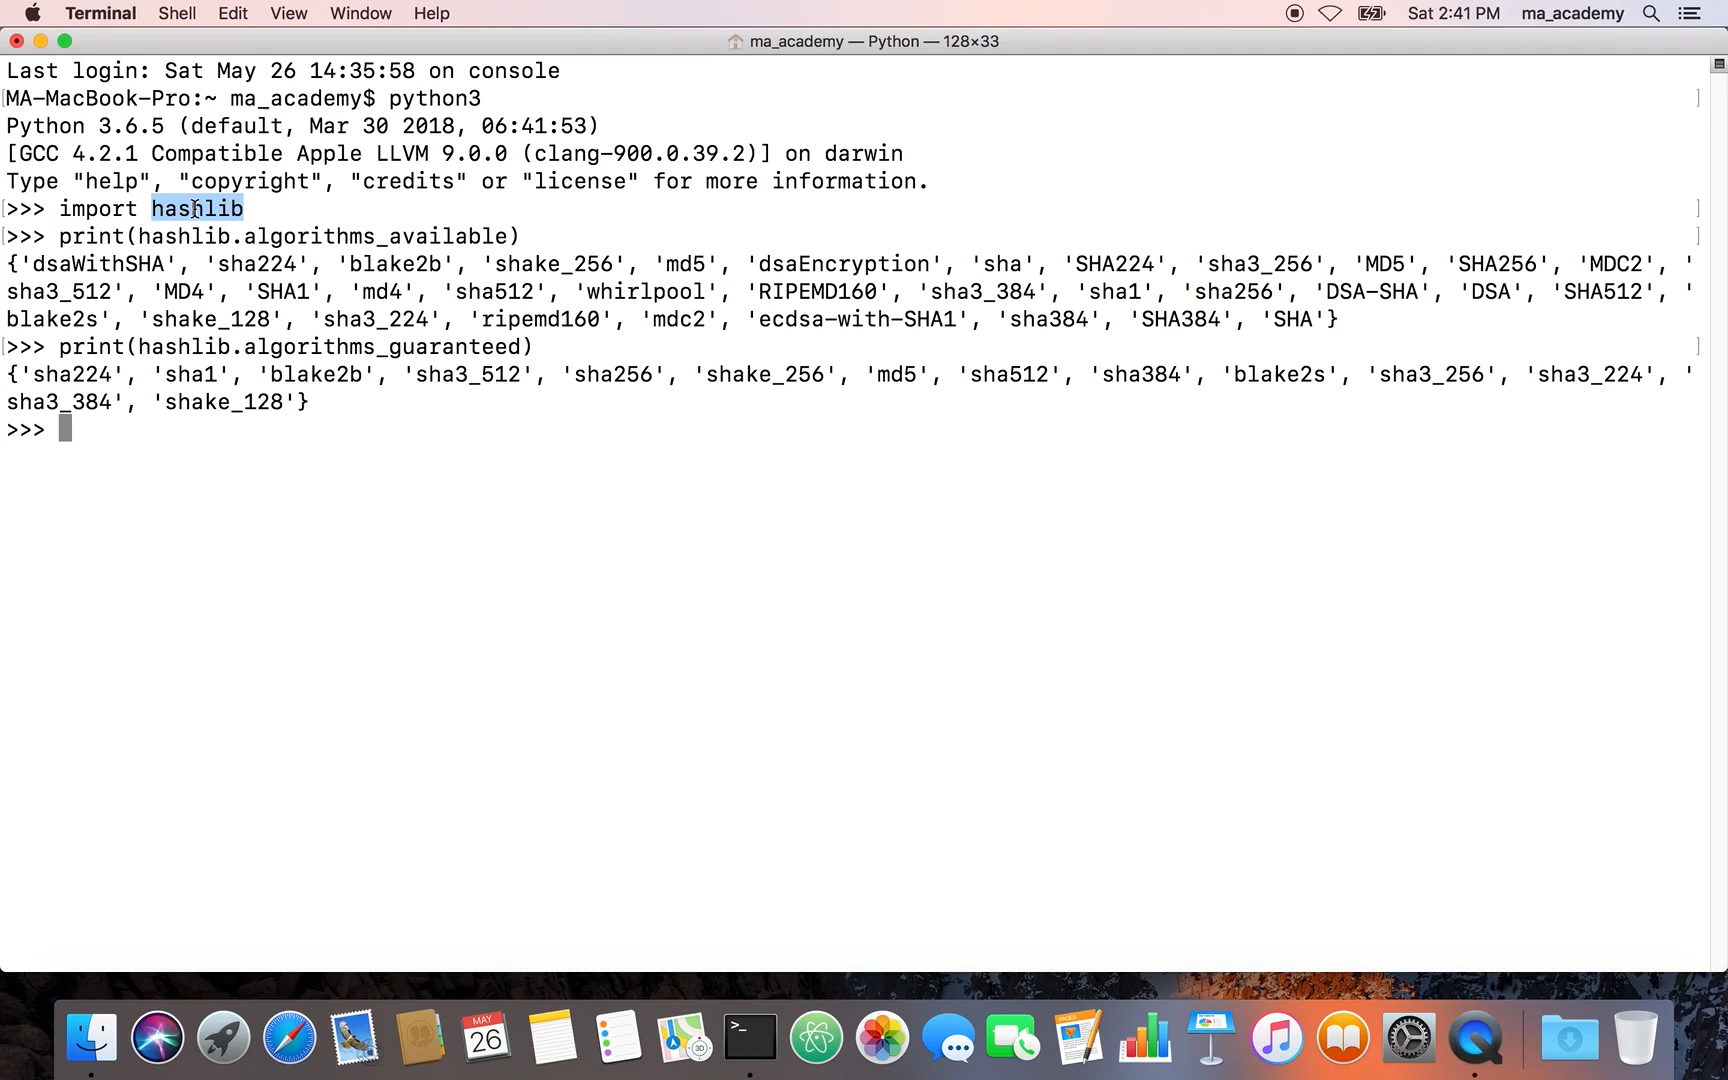 Terminal Shell Edit View Window Help Sat 2:41 PM ma_academy
ma_academy — Python — 128×33
Last login: Sat May 26 14:35:58 on console
MA-MacBook-Pro:~ ma_academy$ python3
Python 3.6.5 (default, Mar 30 2018, 06:41:53)
[GCC 4.2.1 Compatible Apple LLVM 9.0.0 (clang-900.0.39.2)] on darwin
Type "help", "copyright", "credits" or "license" for more information.
>>> import hashlib
>>> print(hashlib.algorithms_available)
{'dsaWithSHA', 'sha224', 'blake2b', 'shake_256', 'md5', 'dsaEncryption', 'sha', 'SHA224', 'sha3_256', 'MD5', 'SHA256', 'MDC2', '
sha3_512', 'MD4', 'SHA1', 'md4', 'sha512', 'whirlpool', 'RIPEMD160', 'sha3_384', 'sha1', 'sha256', 'DSA-SHA', 'DSA', 'SHA512', '
blake2s', 'shake_128', 'sha3_224', 'ripemd160', 'mdc2', 'ecdsa-with-SHA1', 'sha384', 'SHA384', 'SHA'}
>>> print(hashlib.algorithms_guaranteed)
{'sha224', 'sha1', 'blake2b', 'sha3_512', 'sha256', 'shake_256', 'md5', 'sha512', 'sha384', 'blake2s', 'sha3_256', 'sha3_224', '
sha3_384', 'shake_128'}
>>>
MAY
26
>_
30
PAGES